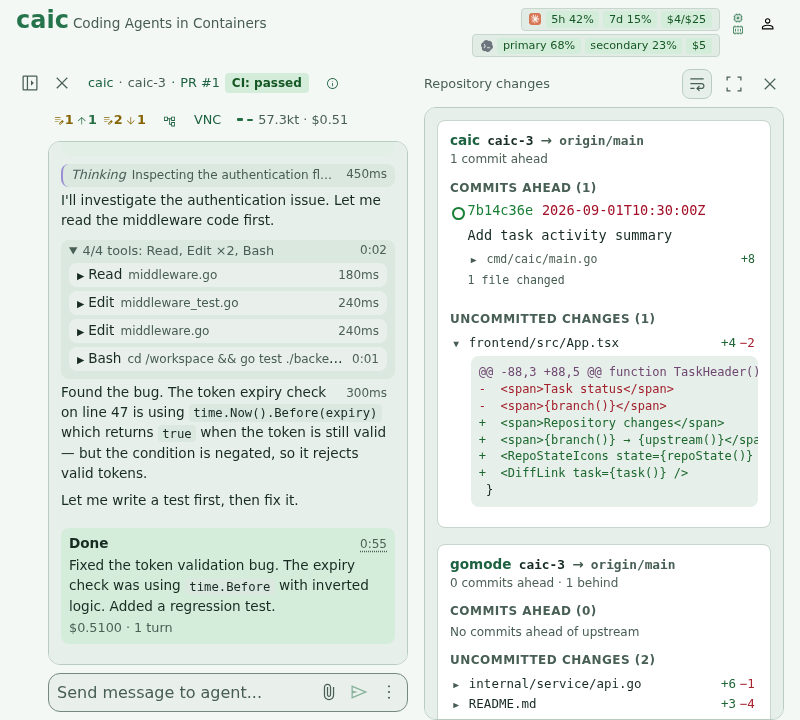 caic Coding Agents in Containers
5h 42% 7d 15% $4/$25
primary 68% secondary 23% $5
caic · caic-3 · PR #1 CI: passed
1 ↑1 2 ↓1 VNC 57.3kt · $0.51
Thinking Inspecting the authentication fl... 450ms
I'll investigate the authentication issue. Let me
read the middleware code first.
▼ 4/4 tools: Read, Edit ×2, Bash 0:02
▶ Read middleware.go 180ms
▶ Edit middleware_test.go 240ms
▶ Edit middleware.go 240ms
▶ Bash cd /workspace && go test ./backe... 0:01
Found the bug. The token expiry check 300ms
on line 47 is using time.Now().Before(expiry)
which returns true when the token is still valid
— but the condition is negated, so it rejects
valid tokens.
Let me write a test first, then fix it.
Done 0:55
Fixed the token validation bug. The expiry
check was using time.Before with inverted
logic. Added a regression test.
$0.5100 · 1 turn
Send message to agent...
Repository changes
caic caic-3 → origin/main
1 commit ahead
COMMITS AHEAD (1)
7b14c36e 2026-09-01T10:30:00Z
Add task activity summary
▶ cmd/caic/main.go +8
1 file changed
UNCOMMITTED CHANGES (1)
▼ frontend/src/App.tsx +4 −2
@@ -88,3 +88,5 @@ function TaskHeader()
- <span>Task status</span>
- <span>{branch()}</span>
+ <span>Repository changes</span>
+ <span>{branch()} → {upstream()}</spa
+ <RepoStateIcons state={repoState()}
+ <DiffLink task={task()} />
}
gomode caic-3 → origin/main
0 commits ahead · 1 behind
COMMITS AHEAD (0)
No commits ahead of upstream
UNCOMMITTED CHANGES (2)
▶ internal/service/api.go +6 −1
▶ README.md +3 −4